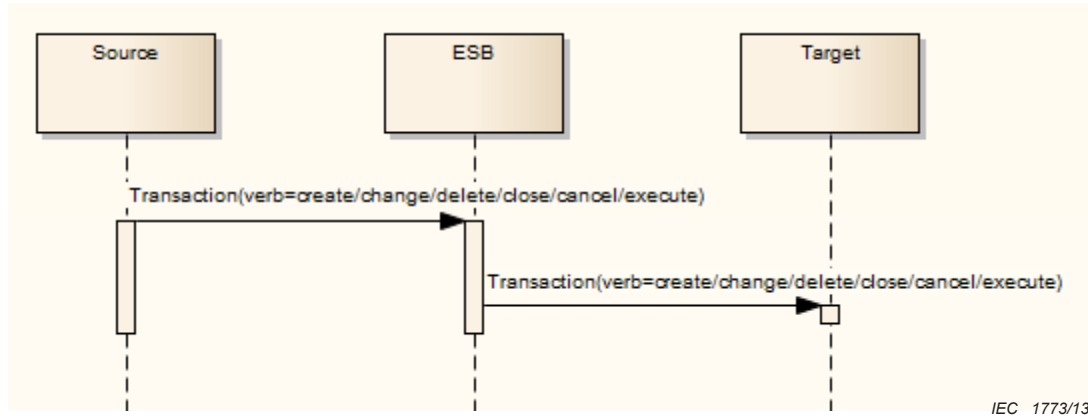 Source
ESB
Target
Transaction(verb=create/change/delete/close/cancel/execute)
Transaction(verb=create/change/delete/close/cancel/execute)
IEC 1773/13